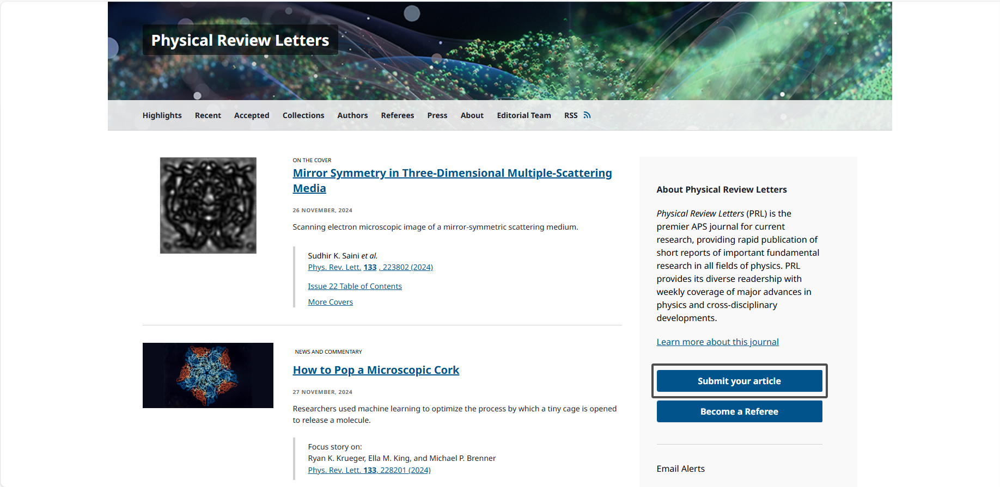 Physical Review Letters
Highlights Recent Accepted Collections Authors Referees Press About Editorial Team RSS
ON THE COVER
Mirror Symmetry in Three-Dimensional Multiple-Scattering
Media
26 NOVEMBER, 2024
Scanning electron microscopic image of a mirror-symmetric scattering medium.
Sudhir K. Saini et al.
Phys. Rev. Lett. 133 , 223802 (2024)
Issue 22 Table of Contents
More Covers
NEWS AND COMMENTARY
How to Pop a Microscopic Cork
27 NOVEMBER, 2024
Researchers used machine learning to optimize the process by which a tiny cage is opened
to release a molecule.
Focus story on:
Ryan K. Krueger, Ella M. King, and Michael P. Brenner
Phys. Rev. Lett. 133, 228201 (2024)
About Physical Review Letters
Physical Review Letters (PRL) is the
premier APS journal for current
research, providing rapid publication of
short reports of important fundamental
research in all fields of physics. PRL
provides its diverse readership with
weekly coverage of major advances in
physics and cross-disciplinary
developments.
Learn more about this journal
Submit your article
Become a Referee
Email Alerts